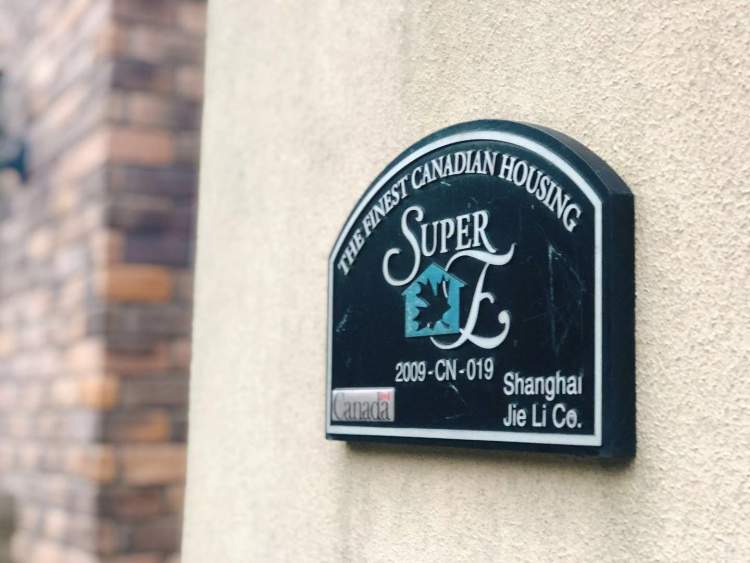 THE FINEST CANADIAN HOUSING
SUPER
E
2009-CN-019
Canada
Shanghai
Jie Li Co.